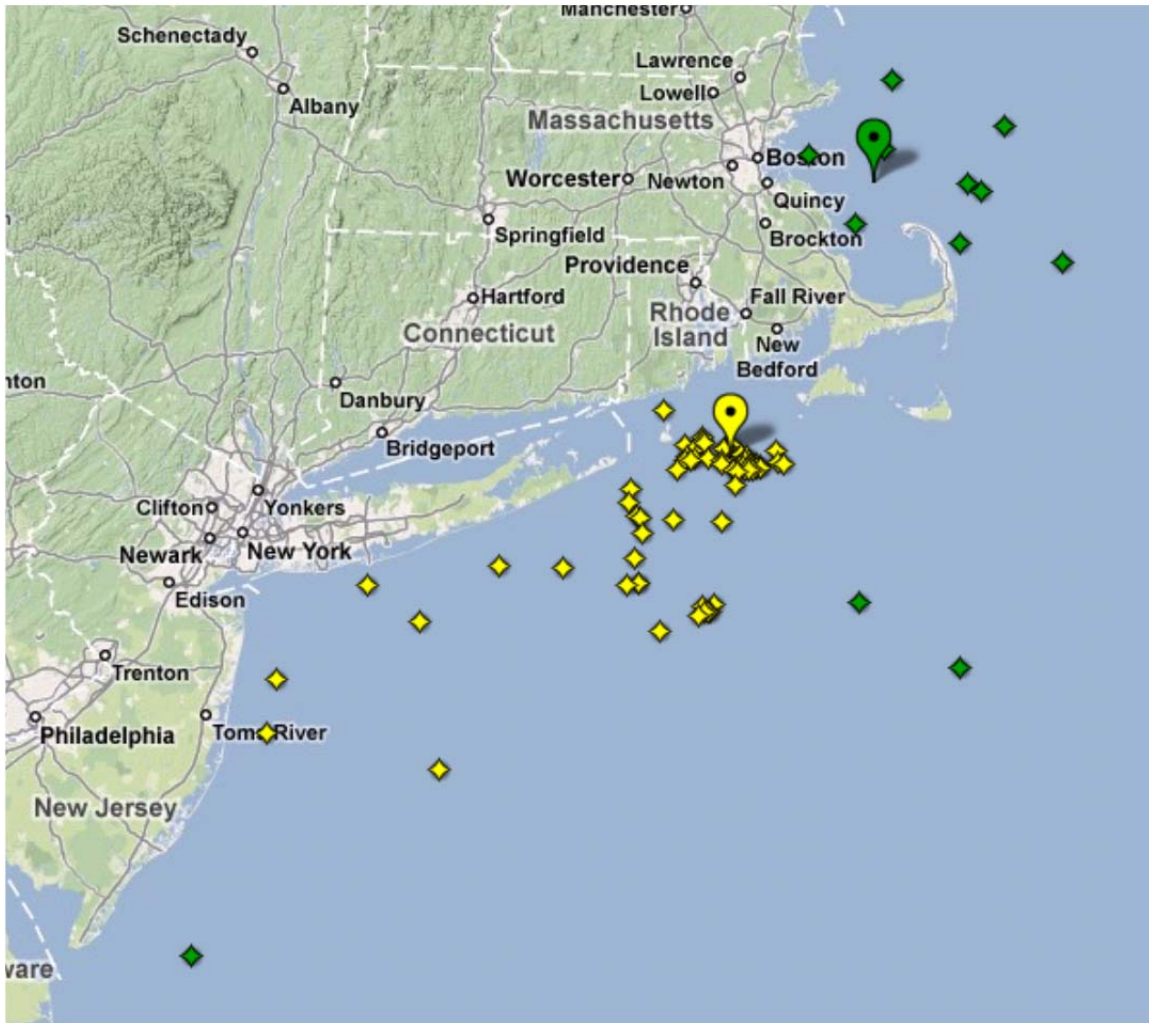 Manchester
Schenectady
Lawrence
Albany
Lowell
Massachusetts
Boston
Worcester
Newton
Quincy
Springfield
Brockton
Providence
Hartford
Fall River
Rhode
Island
Connecticut
New
Bedford
nton
Danbury
Bridgeport
Clifton
Yonkers
Newark
New York
Edison
Trenton
Philadelphia
Toms River
New Jersey
ware